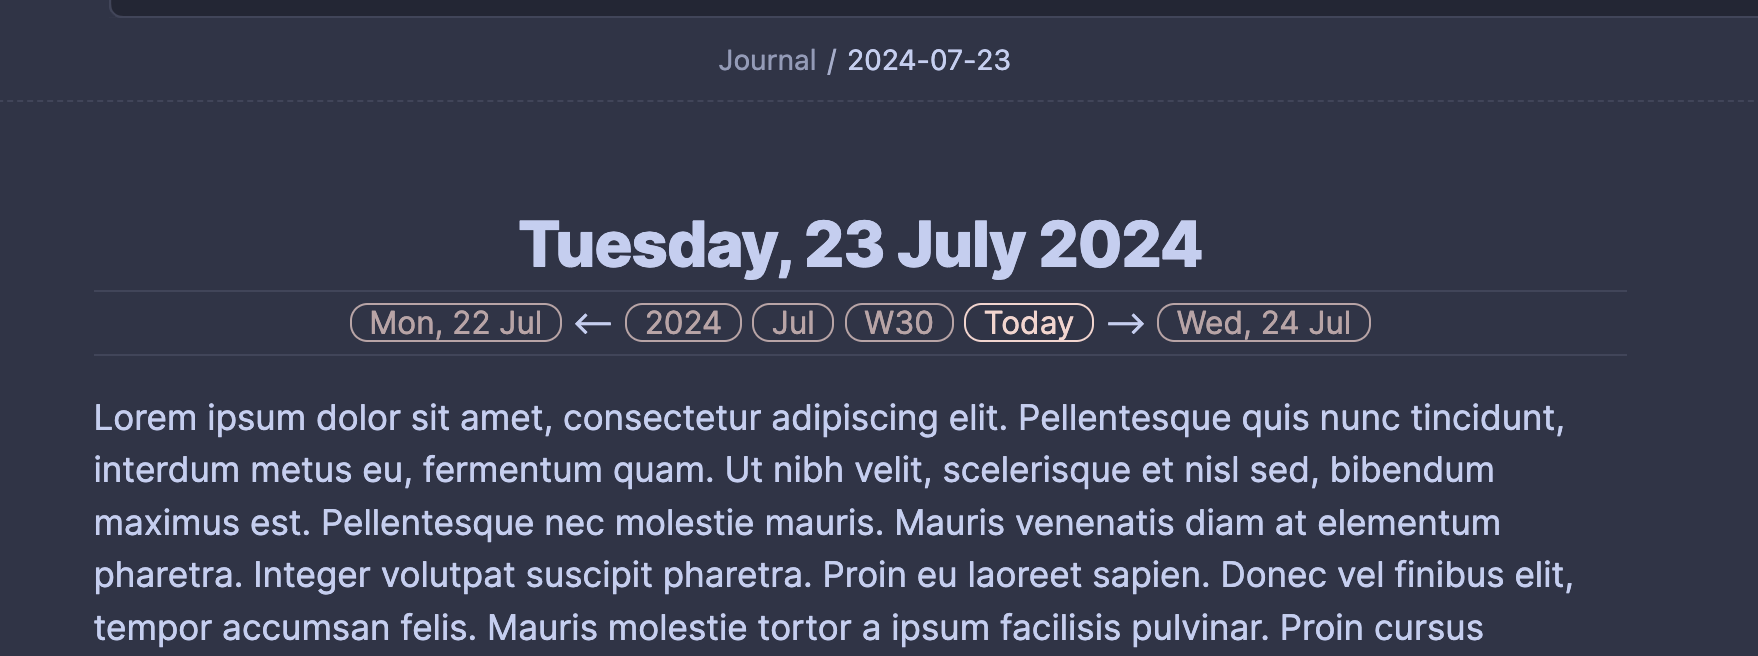 Journal / 2024-07-23
Tuesday, 23 July 2024
Mon, 22 Jul ← 2024 Jul W30 Today → Wed, 24 Jul
Lorem ipsum dolor sit amet, consectetur adipiscing elit. Pellentesque quis nunc tincidunt,
interdum metus eu, fermentum quam. Ut nibh velit, scelerisque et nisl sed, bibendum
maximus est. Pellentesque nec molestie mauris. Mauris venenatis diam at elementum
pharetra. Integer volutpat suscipit pharetra. Proin eu laoreet sapien. Donec vel finibus elit,
tempor accumsan felis. Mauris molestie tortor a ipsum facilisis pulvinar. Proin cursus